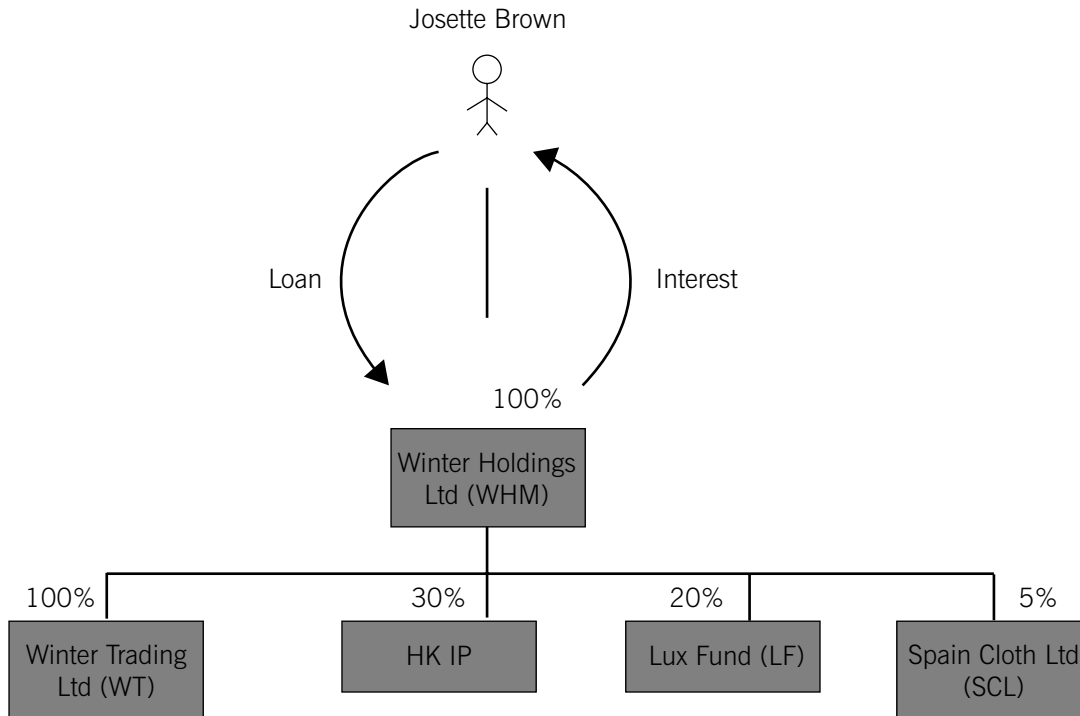 Josette Brown
Loan
Interest
100%
Winter Holdings
Ltd (WHM)
100%
30%
20%
5%
Winter Trading
Ltd (WT)
HK IP
Lux Fund (LF)
Spain Cloth Ltd
(SCL)